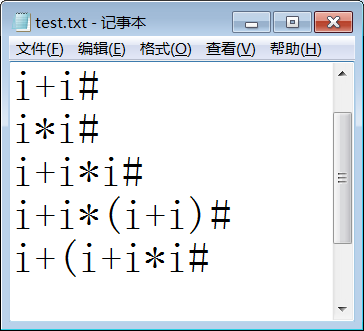 test.txt - 记事本
文件(F) 编辑(E) 格式(O) 查看(V) 帮助(H)
i+i#
i*i#
i+i*i#
i+i*(i+i)#
i+(i+i*i#